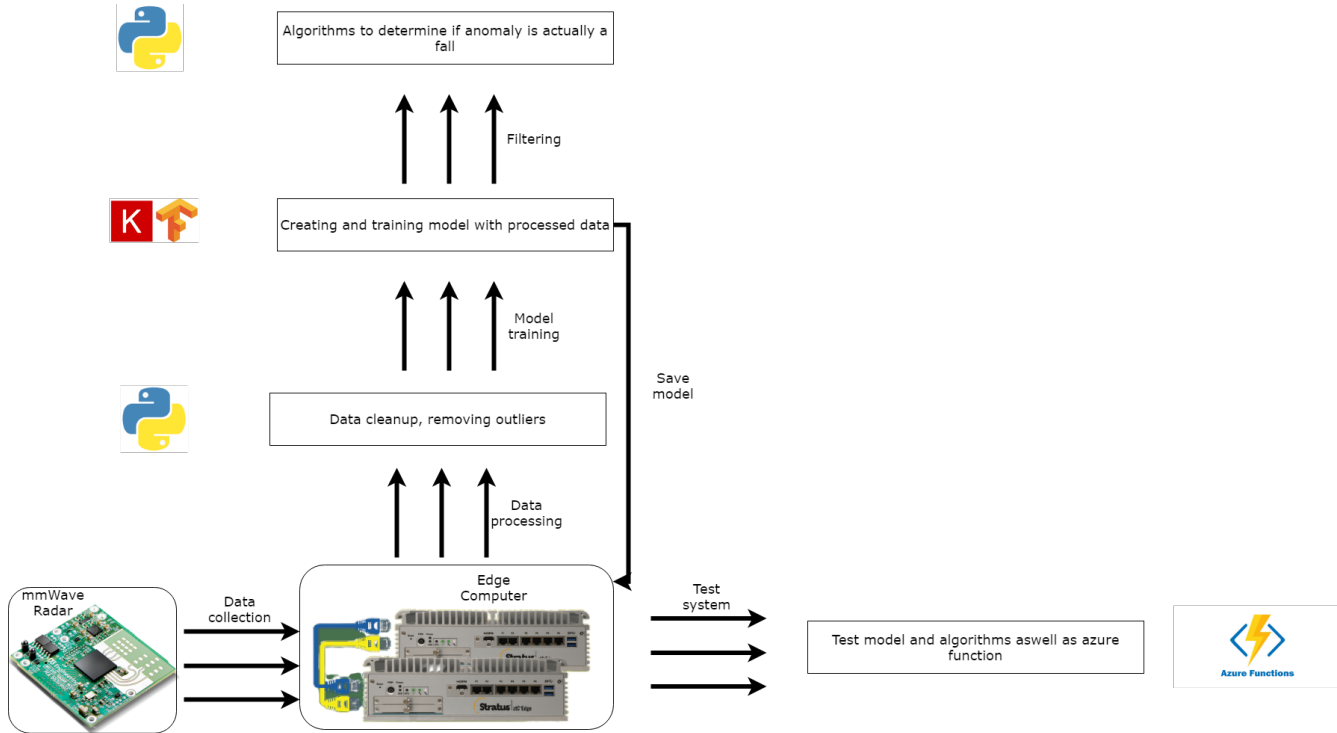 Algorithms to determine if anomaly is actually a
fall
Filtering
K
Creating and training model with processed data
Model
training
Save
model
Data cleanup, removing outliers
Data
processing
mmWave
Radar
Data
collection
Edge
Computer
Stratus
Test
system
Test model and algorithms aswell as azure
function
Azure Functions